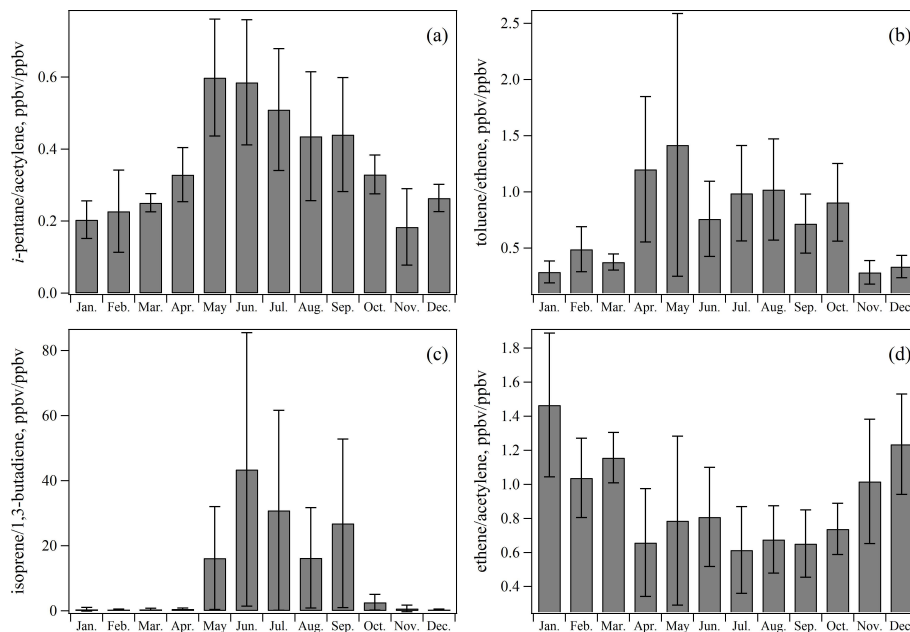 (a)
i-pentane/acetylene, ppbv/ppbv
0.6
0.4
0.2
0.0
Jan. Feb. Mar. Apr. May Jun. Jul. Aug. Sep. Oct. Nov. Dec.
(b)
toluene/ethene, ppbv/ppbv
2.5
2.0
1.5
1.0
0.5
Jan. Feb. Mar. Apr. May Jun. Jul. Aug. Sep. Oct. Nov. Dec.
(c)
isoprene/1,3-butadiene, ppbv/ppbv
80
60
40
20
0
Jan. Feb. Mar. Apr. May Jun. Jul. Aug. Sep. Oct. Nov. Dec.
(d)
ethene/acetylene, ppbv/ppbv
1.8
1.6
1.4
1.2
1.0
0.8
0.6
0.4
Jan. Feb. Mar. Apr. May Jun. Jul. Aug. Sep. Oct. Nov. Dec.